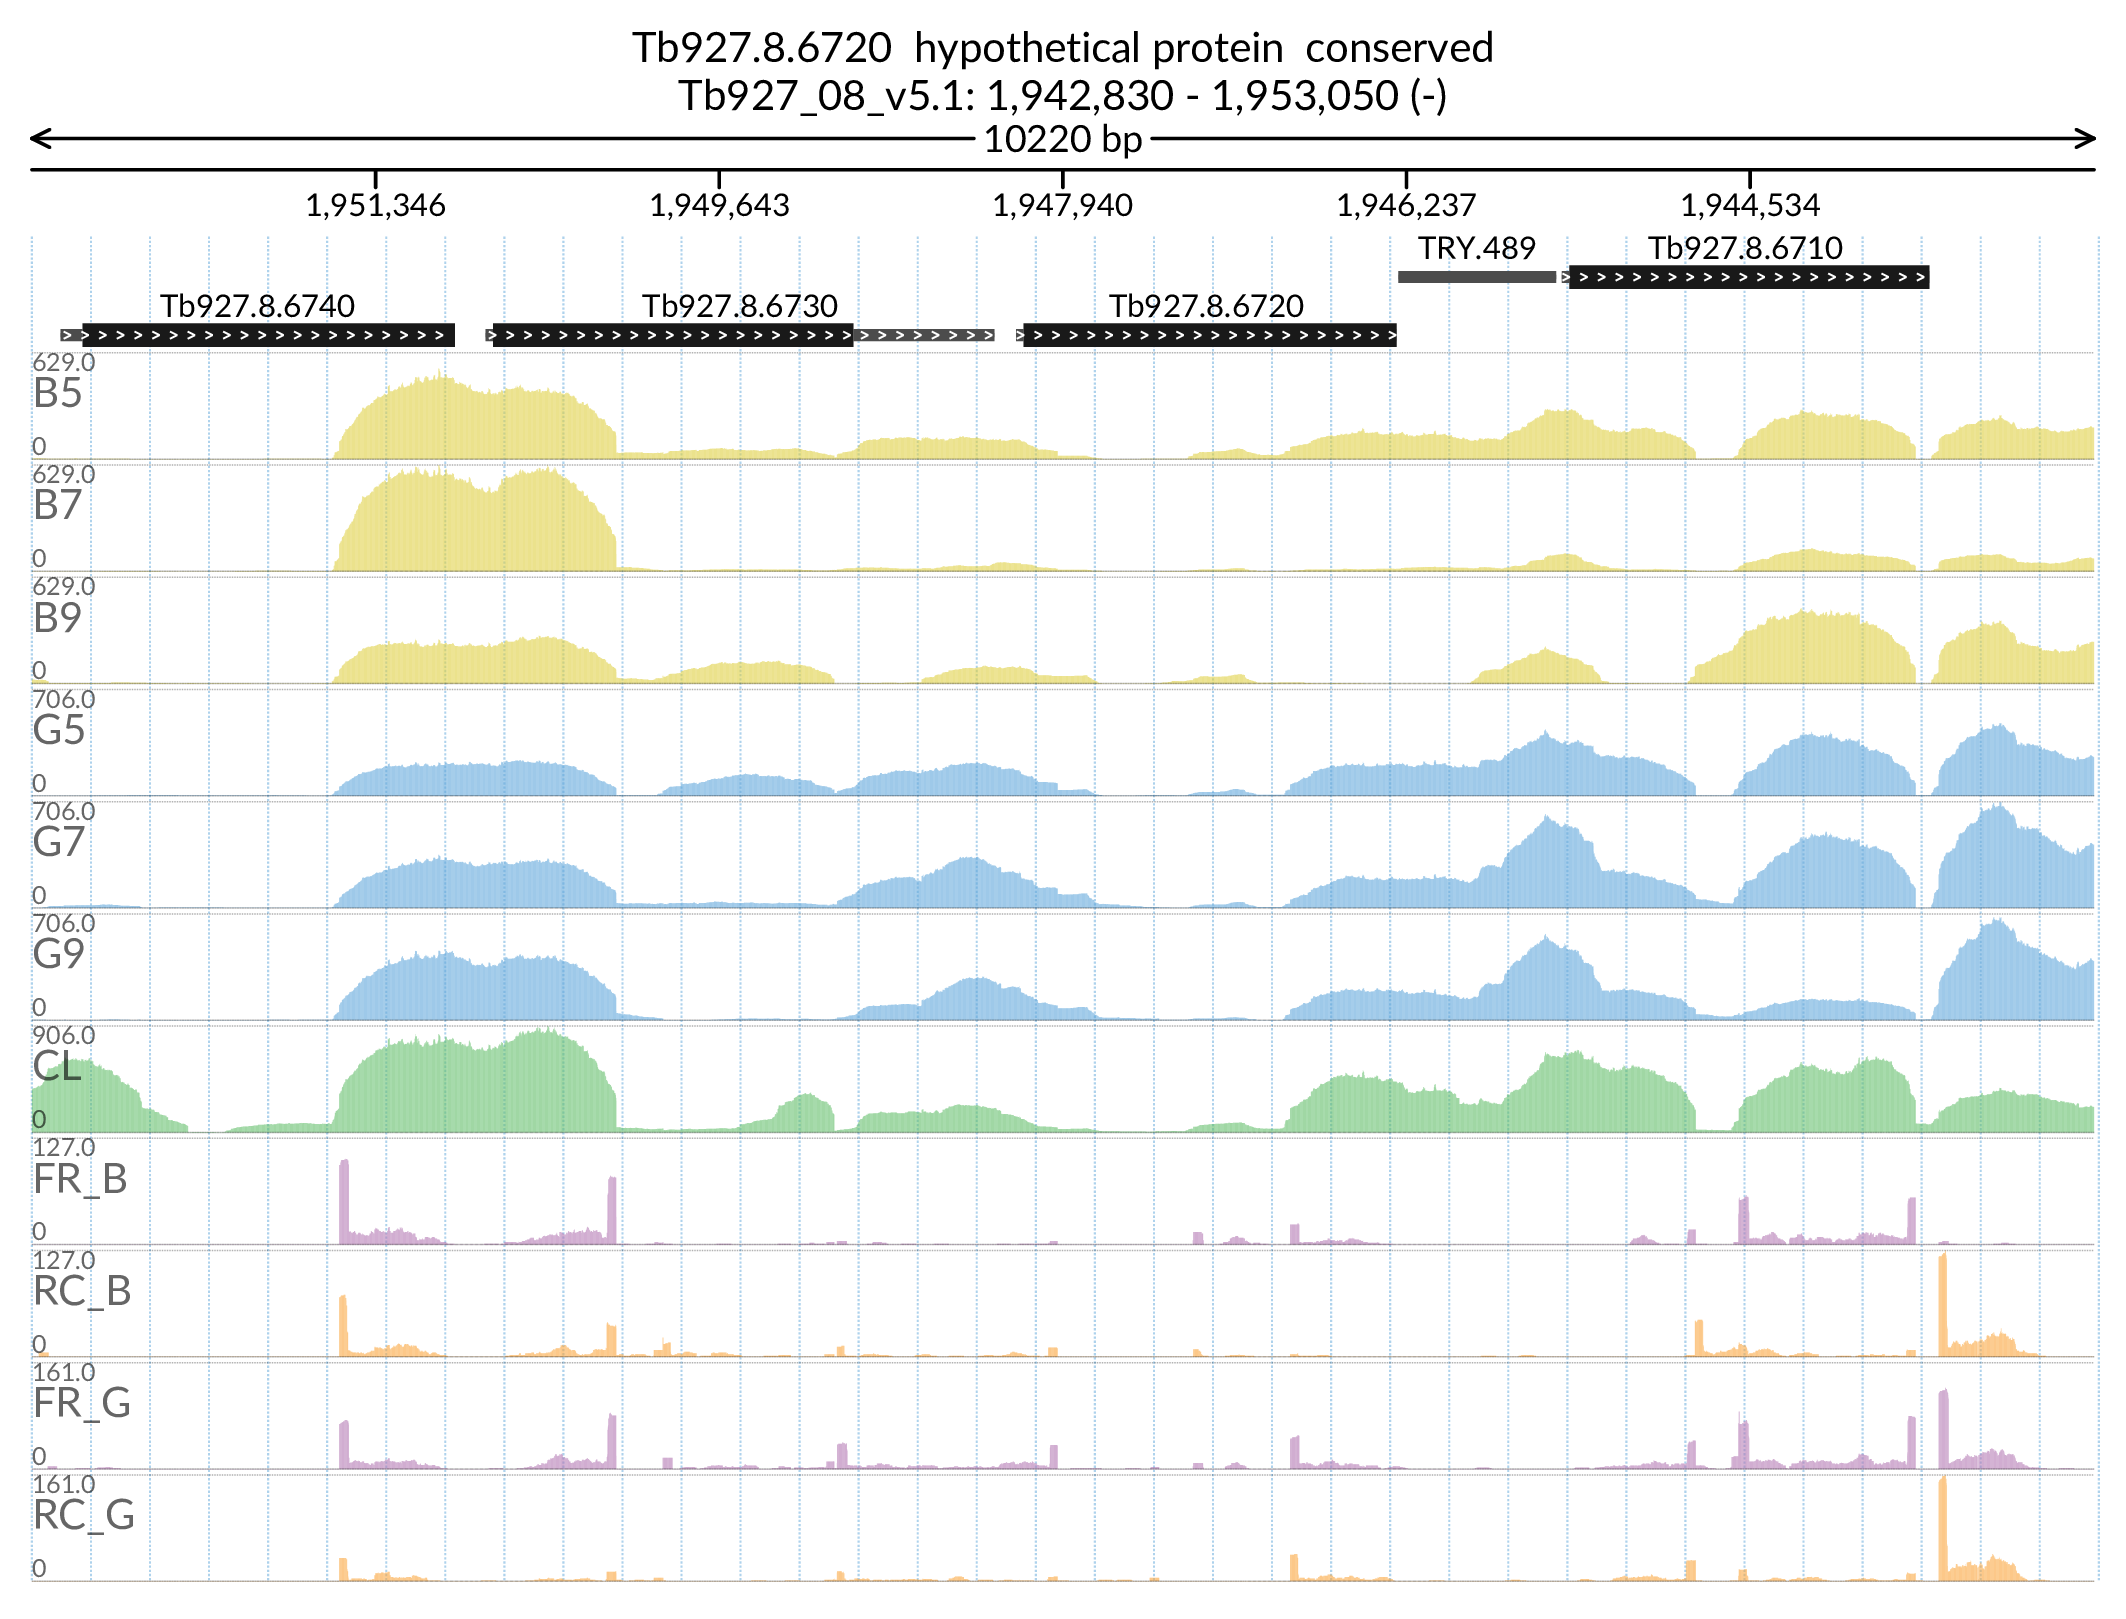 Tb927.8.6720 hypothetical protein conserved
Tb927_08_v5.1: 1,942,830 - 1,953,050 (-)
10220 bp
1,951,346 1,949,643 1,947,940 1,946,237 1,944,534
TRY.489 Tb927.8.6710
Tb927.8.6740 Tb927.8.6730 Tb927.8.6720
629.0
B5
0
629.0
B7
0
629.0
B9
0
706.0
G5
0
706.0
G7
0
706.0
G9
0
906.0
CL
0
127.0
FR_B
0
127.0
RC_B
0
161.0
FR_G
0
161.0
RC_G
0